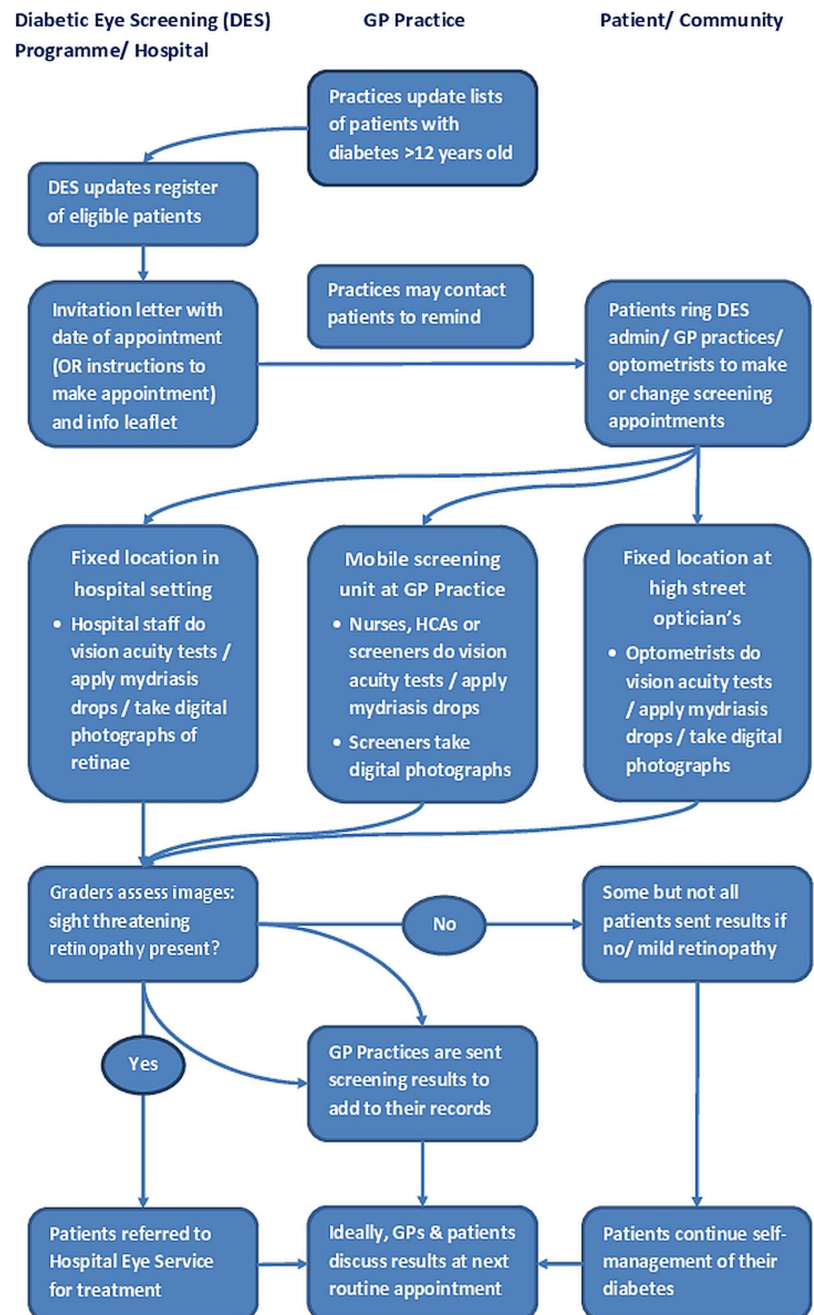 Diabetic Eye Screening (DES)
Programme/ Hospital
GP Practice
Patient/ Community
Practices update lists
of patients with
diabetes >12 years old
DES updates register
of eligible patients
Invitation letter with
date of appointment
(OR instructions to
make appointment)
and info leaflet
Practices may contact
patients to remind
Patients ring DES
admin/ GP practices/
optometrists to make
or change screening
appointments
Fixed location in
hospital setting
• Hospital staff do
vision acuity tests /
apply mydriasis
drops / take digital
photographs of
retinae
Mobile screening
unit at GP Practice
• Nurses, HCAs or
screeners do vision
acuity tests / apply
mydriasis drops
• Screeners take
digital photographs
Fixed location at
high street
optician's
• Optometrists do
vision acuity tests
/ apply mydriasis
drops / take digital
photographs
Graders assess images:
sight threatening
retinopathy present?
No
Some but not all
patients sent results if
no/ mild retinopathy
Yes
GP Practices are sent
screening results to
add to their records
Patients referred to
Hospital Eye Service
for treatment
Ideally, GPs & patients
discuss results at next
routine appointment
Patients continue self-
management of their
diabetes